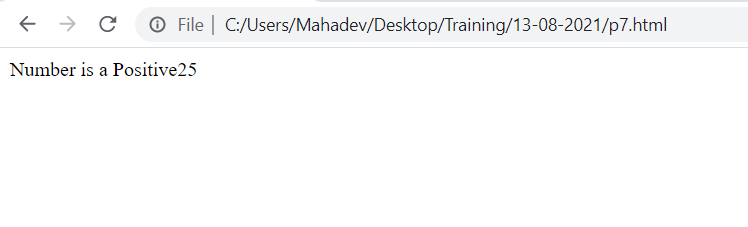 File | C:/Users/Mahadev/Desktop/Training/13-08-2021/p7.html
Number is a Positive25